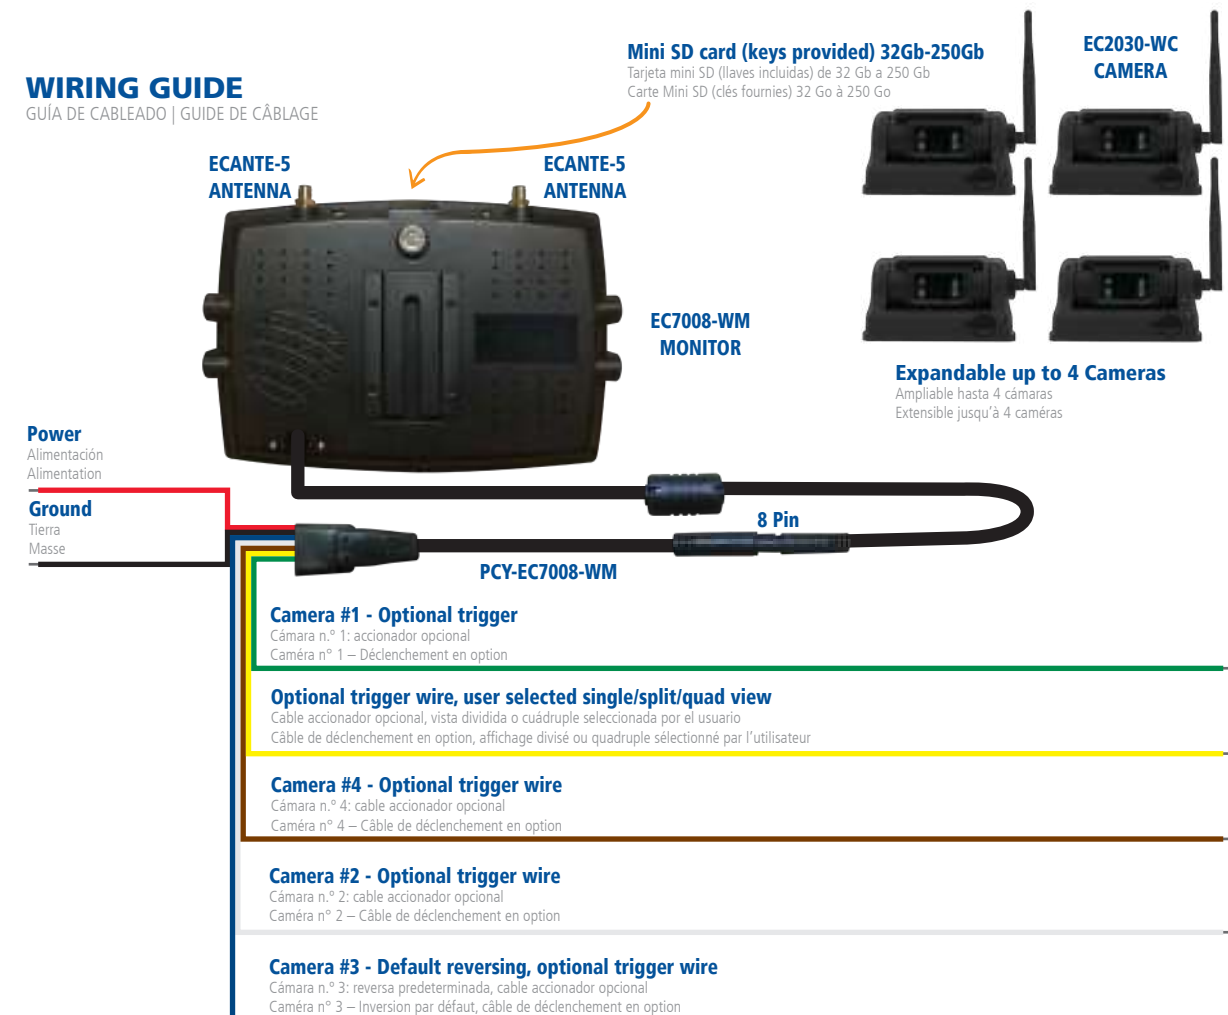 WIRING GUIDE
GUÍA DE CABLEADO | GUIDE DE CÂBLAGE
Mini SD card (keys provided) 32Gb-250Gb
Tarjeta mini SD (llaves incluidas) de 32 Gb a 250 Gb
Carte Mini SD (clés fournies) 32 Go à 250 Go
EC2030-WC
CAMERA
ECANTE-5
ANTENNA
ECANTE-5
ANTENNA
EC7008-WM
MONITOR
Expandable up to 4 Cameras
Ampliable hasta 4 cámaras
Extensible jusqu’à 4 caméras
Power
Alimentación
Alimentation
Ground
Tierra
Masse
8 Pin
PCY-EC7008-WM
Camera #1 - Optional trigger
Cámara n.º 1: accionador opcional
Caméra n° 1 – Déclenchement en option
Optional trigger wire, user selected single/split/quad view
Cable accionador opcional, vista dividida o cuádruple seleccionada por el usuario
Câble de déclenchement en option, affichage divisé ou quadruple sélectionné par l’utilisateur
Camera #4 - Optional trigger wire
Cámara n.º 4: cable accionador opcional
Caméra n° 4 – Câble de déclenchement en option
Camera #2 - Optional trigger wire
Cámara n.º 2: cable accionador opcional
Caméra n° 2 – Câble de déclenchement en option
Camera #3 - Default reversing, optional trigger wire
Cámara n.º 3: reversa predeterminada, cable accionador opcional
Caméra n° 3 – Inversion par défaut, câble de déclenchement en option